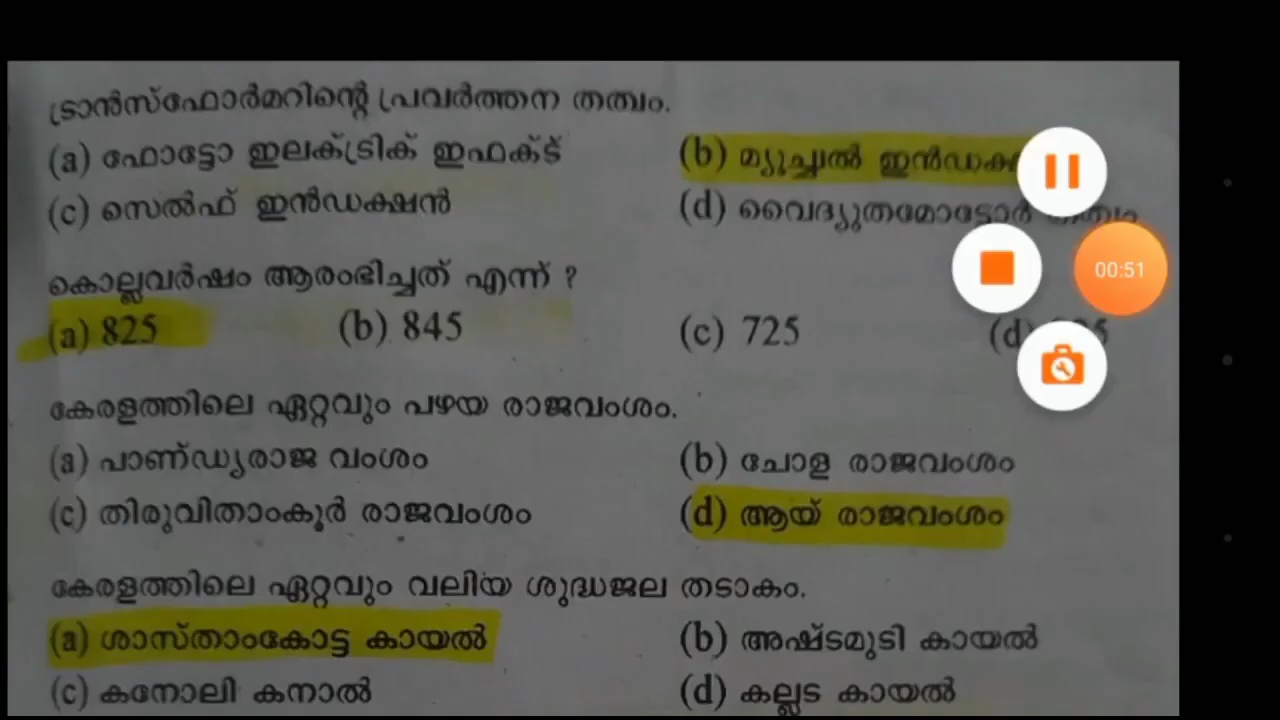 ട്രാൻസ്ഫോർമറിന്റെ പ്രവർത്തന തത്വം.
(a) ഫോട്ടോ ഇലക്ട്രിക് ഇഫക്ട് (b) മ്യൂച്ചൽ
(c) സെൽഫ് ഇൻഡക്ഷൻ (d) വൈദ്യുതമോട്ടോർ തത്വം
കൊല്ലവർഷം ആരംഭിച്ചത് എന്ന് ?
00:51
(a) 825 (b) 845 (c) 725 (d)
കേരളത്തിലെ ഏറ്റവും പഴയ രാജവംശം.
(a) പാണ്ഡ്യരാജ വംശം (b) ചോള രാജവംശം
(c) തിരുവിതാംകൂർ രാജവംശം (d) ആയ് രാജവംശം
കേരളത്തിലെ ഏറ്റവും വലിയ ശുദ്ധജല തടാകം.
(a) ശാസ്താംകോട്ട കായൽ (b) അഷ്ടമുടി കായൽ
(c) കനോലി കനാൽ (d) കല്ലട കായൽ